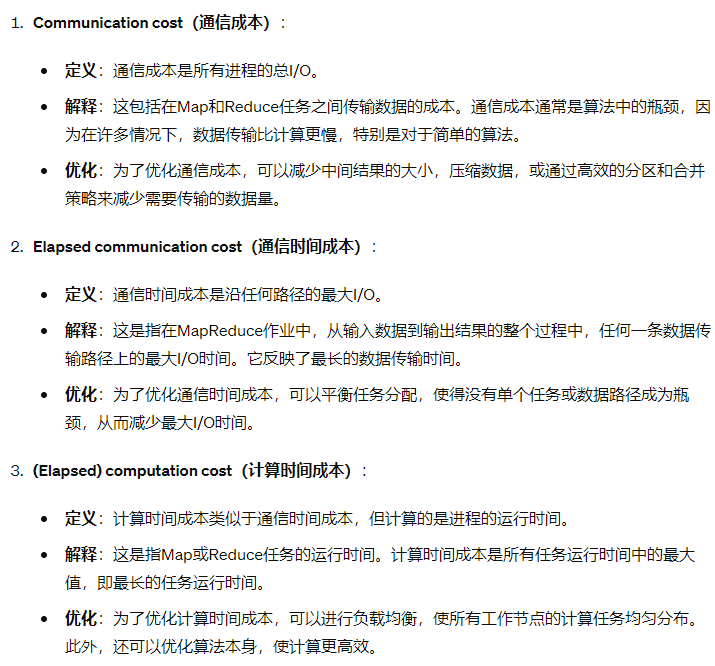 1. Communication cost（通信成本）：
• 定义：通信成本是所有进程的总I/O。
• 解释：这包括在Map和Reduce任务之间传输数据的成本。通信成本通常是算法中的瓶颈，因
为在许多情况下，数据传输比计算更慢，特别是对于简单的算法。
• 优化：为了优化通信成本，可以减少中间结果的大小，压缩数据，或通过高效的分区和合并
策略来减少需要传输的数据量。
2. Elapsed communication cost（通信时间成本）：
• 定义：通信时间成本是沿任何路径的最大I/O。
• 解释：这是指在MapReduce作业中，从输入数据到输出结果的整个过程中，任何一条数据传
输路径上的最大I/O时间。它反映了最长的数据传输时间。
• 优化：为了优化通信时间成本，可以平衡任务分配，使得没有单个任务或数据路径成为瓶
颈，从而减少最大I/O时间。
3. (Elapsed) computation cost（计算时间成本）：
• 定义：计算时间成本类似于通信时间成本，但计算的是进程的运行时间。
• 解释：这是指Map或Reduce任务的运行时间。计算时间成本是所有任务运行时间中的最大
值，即最长的任务运行时间。
• 优化：为了优化计算时间成本，可以进行负载均衡，使所有工作节点的计算任务均匀分布。
此外，还可以优化算法本身，使计算更高效。